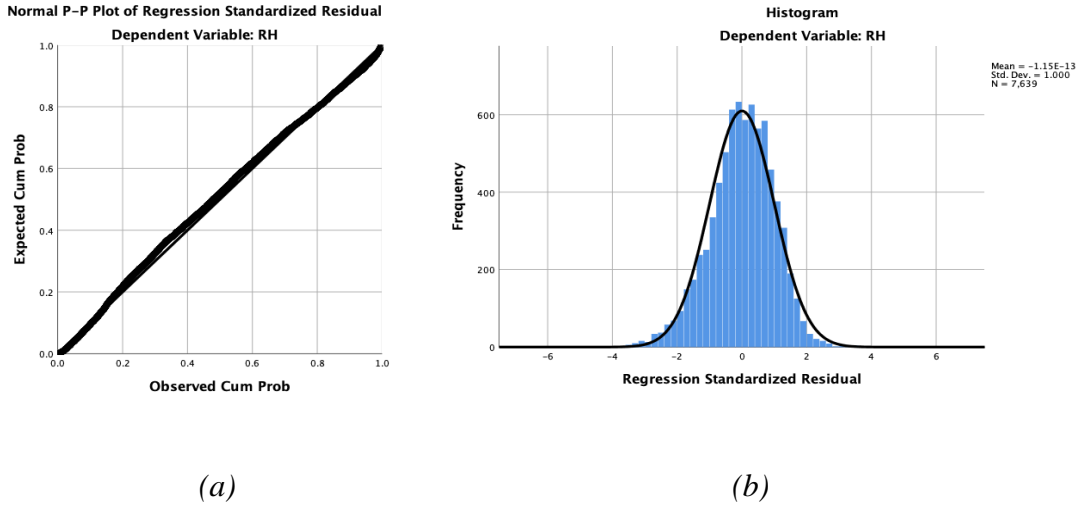 Normal P-P Plot of Regression Standardized Residual
Dependent Variable: RH
1.0
0.8
0.6
0.4
0.2
0.0
0.0 0.2 0.4 0.6 0.8 1.0
Expected Cum Prob
Observed Cum Prob
(a)
Histogram
Dependent Variable: RH
Mean = -1.15E-13
Std. Dev. = 1.000
N = 7,639
600
400
200
0
-6 -4 -2 0 2 4 6
Frequency
Regression Standardized Residual
(b)